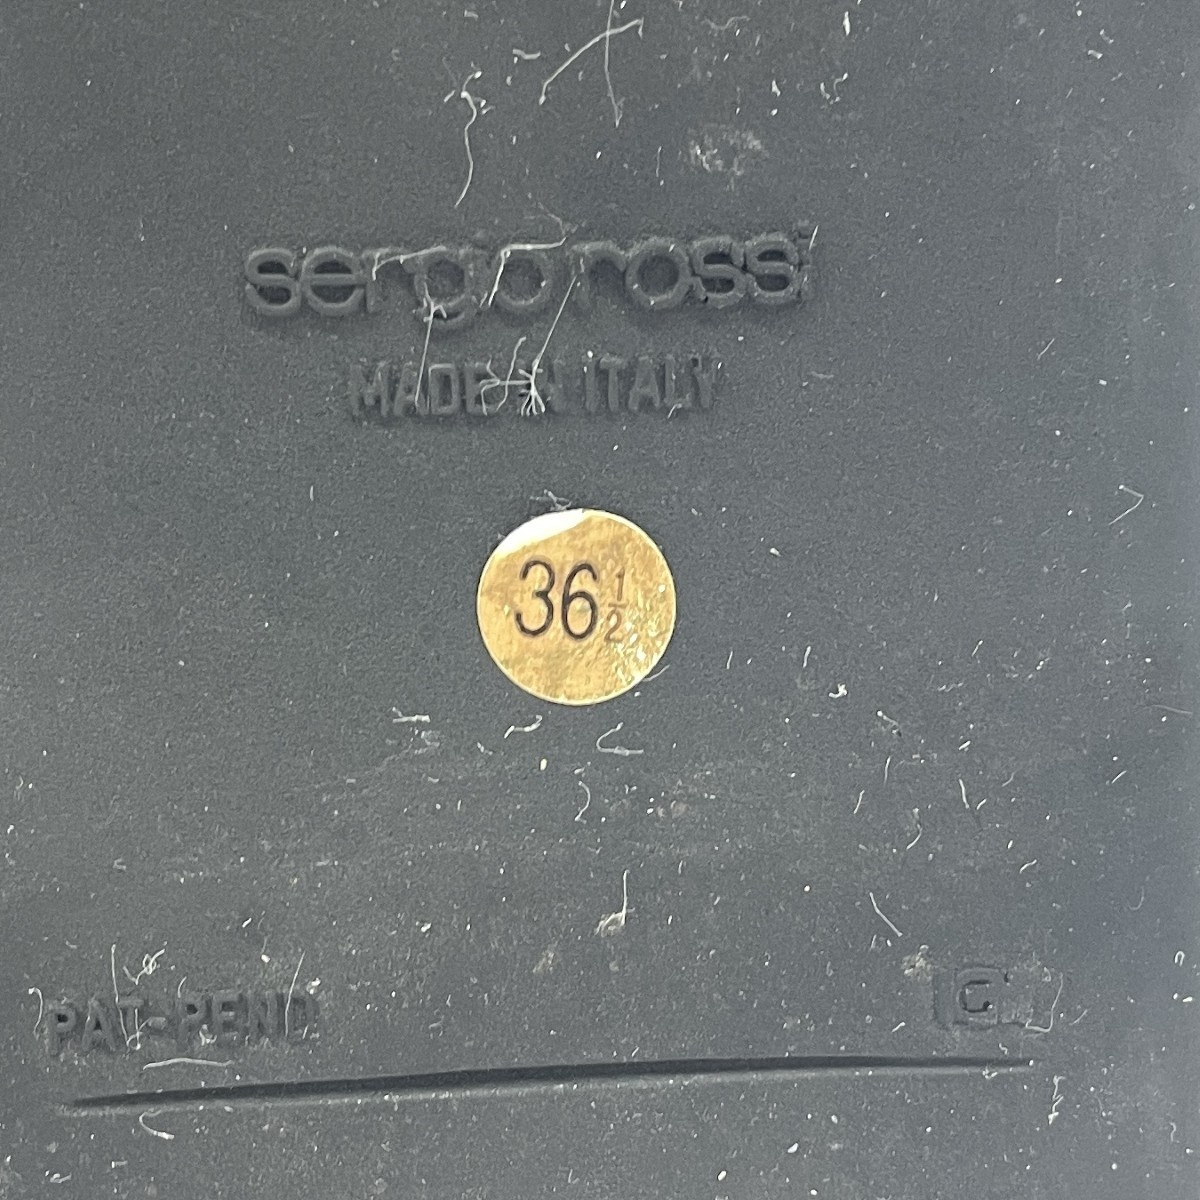 sergio rossi
MADE IN ITALY
36 1/2
PAT-PEND